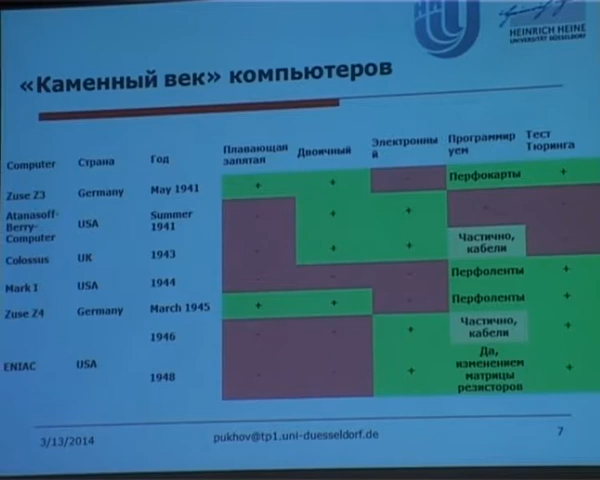 HEINRICH HEINE
UNIVERSITÄT DÜSSELDORF
«Каменный век» компьютеров
Computer Страна Год Плавающая запятая Двоичный Электронный Программируем Тест Тюринга
Zuse Z3 Germany May 1941 + + - Перфокарты +
Atanasoff-Berry-Computer USA Summer 1941 - + + - -
Colossus UK 1943 - + + Частично, кабели -
Mark I USA 1944 - - - Перфоленты +
Zuse Z4 Germany March 1945 + + - Перфоленты +
ENIAC USA 1946 - - + Частично, кабели +
1948 - - + Да, изменением матрицы резисторов +
3/13/2014 pukhov@tp1.uni-duesseldorf.de 7